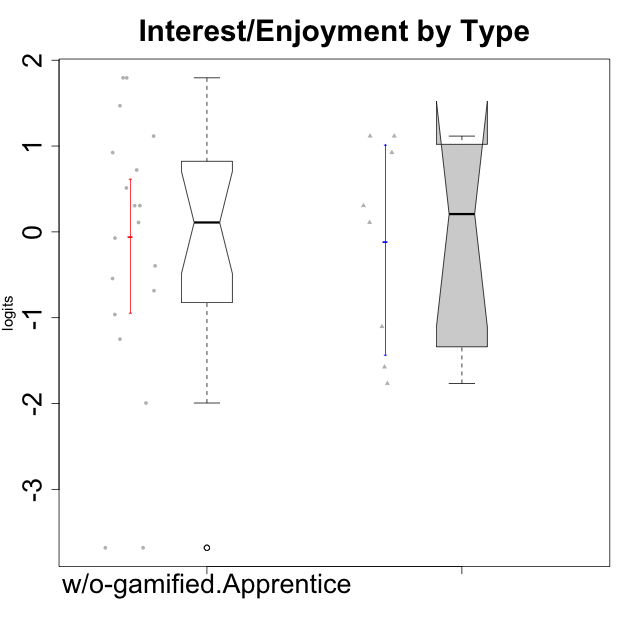 Interest/Enjoyment by Type
2
1
0
-1
-2
-3
logits
w/o-gamified.Apprentice